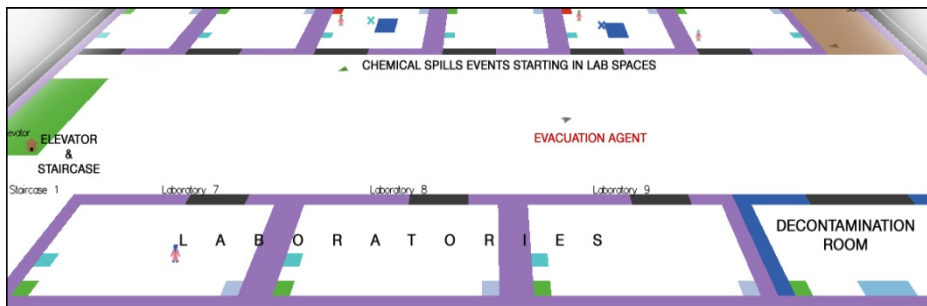 CHEMICAL SPILLS EVENTS STARTING IN LAB SPACES
EVACUATION AGENT
ELEVATOR
&
STAIRCASE
Staircase 1
Laboratory 7
Laboratory 8
Laboratory 9
L A B O R A T O R I E S
DECONTAMINATION
ROOM